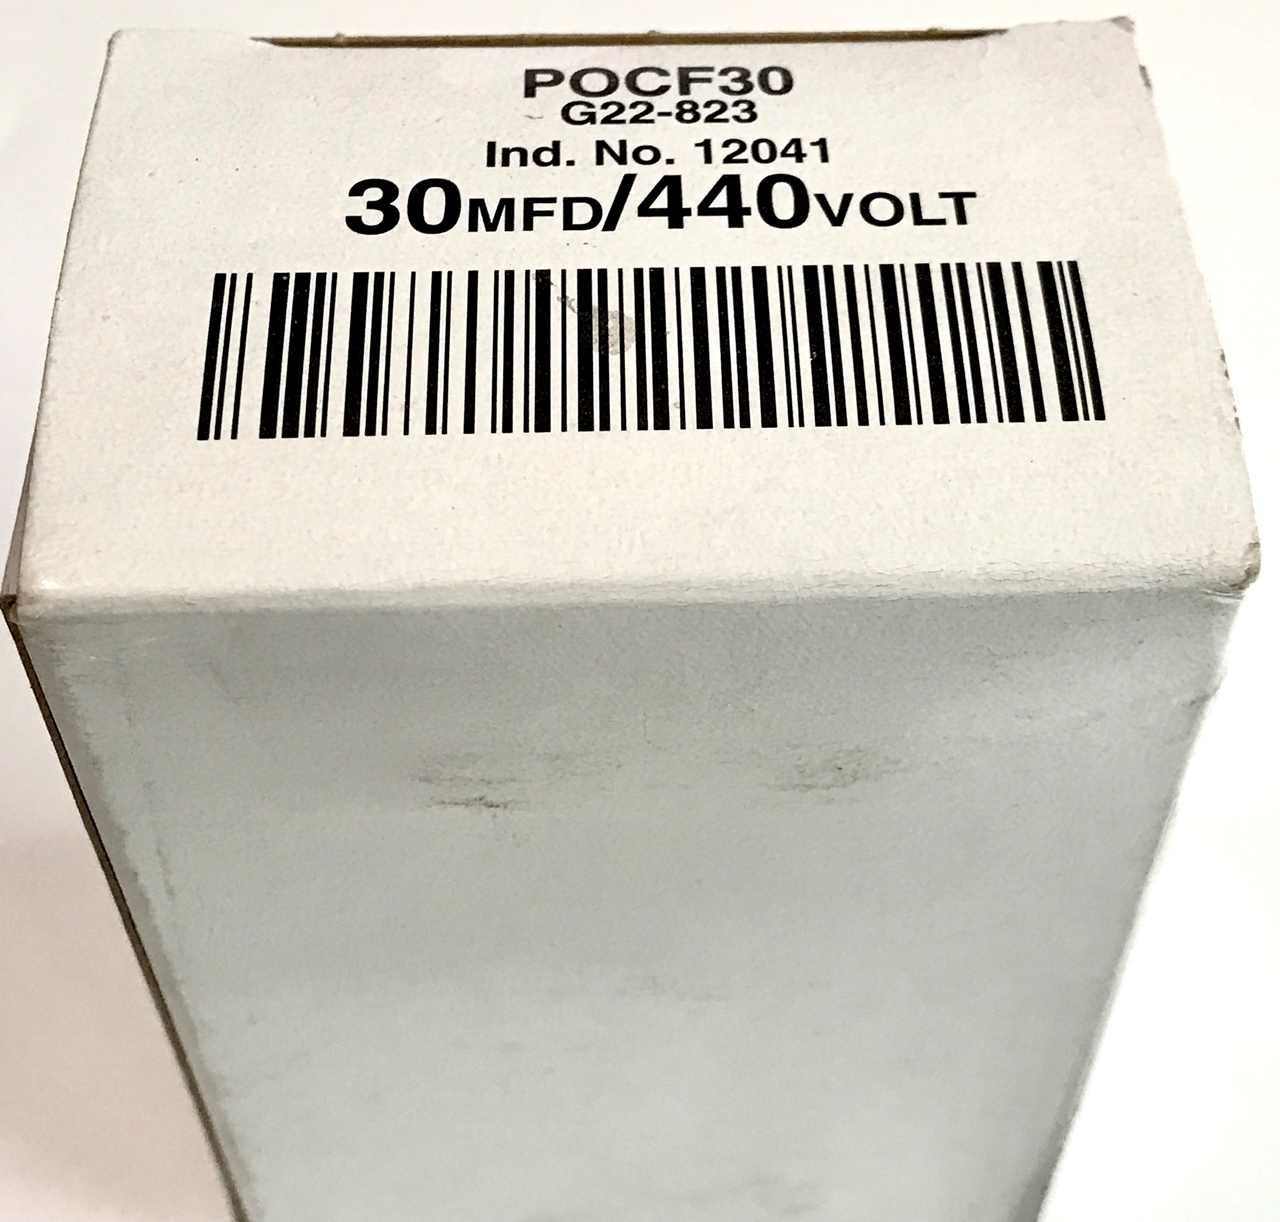 POCF30
G22-823
Ind. No. 12041
30MFD/440VOLT